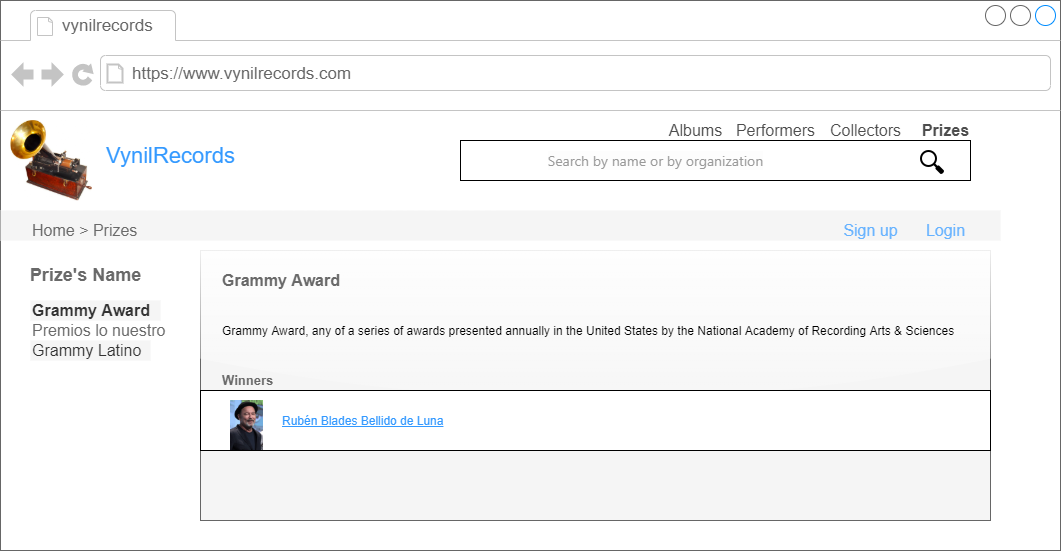 vynilrecords
https://www.vynilrecords.com
Albums Performers Collectors Prizes
VynilRecords
Search by name or by organization
Home > Prizes
Sign up Login
Prize's Name
Grammy Award
Premios lo nuestro
Grammy Latino
Grammy Award
Grammy Award, any of a series of awards presented annually in the United States by the National Academy of Recording Arts & Sciences
Winners
Rubén Blades Bellido de Luna